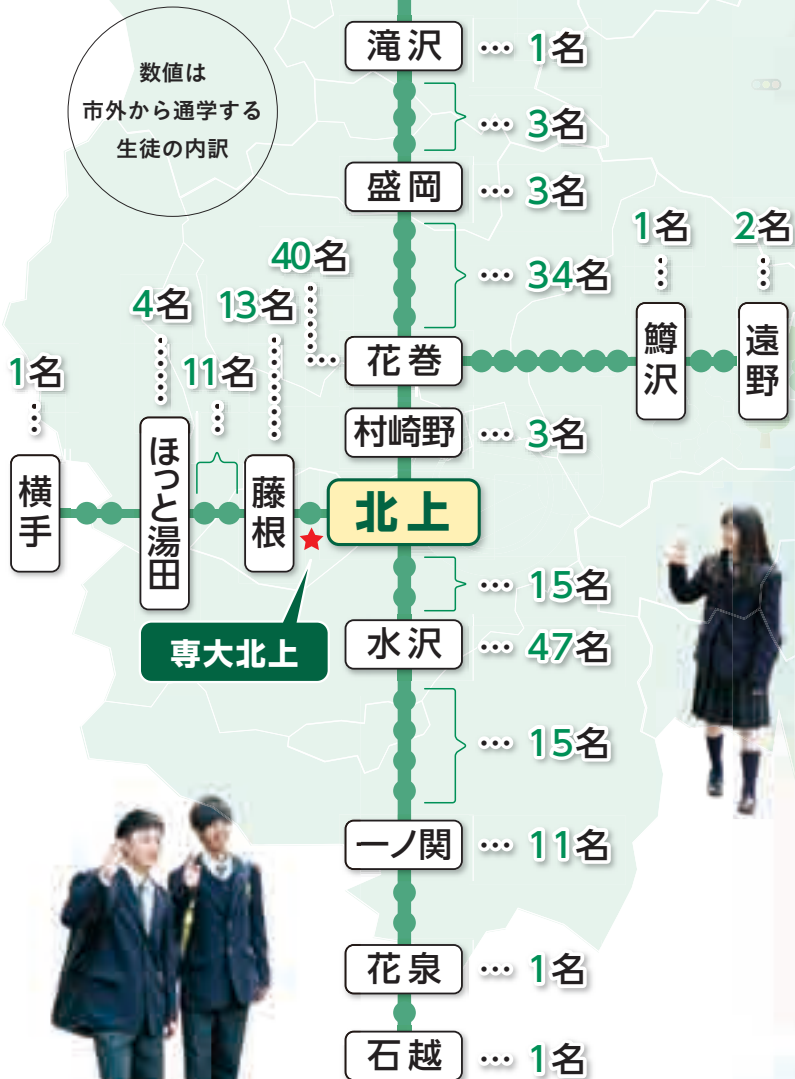 数値は
市外から通学する
生徒の内訳
滝沢 … 1名
… 3名
盛岡 … 3名
… 34名
1名
2名
40名
花巻
鱒沢
遠野
4名
13名
1名
11名
村崎野 … 3名
横手
ほっと湯田
藤根
北上
専大北上
… 15名
水沢 … 47名
… 15名
一ノ関 … 11名
花泉 … 1名
石越 … 1名